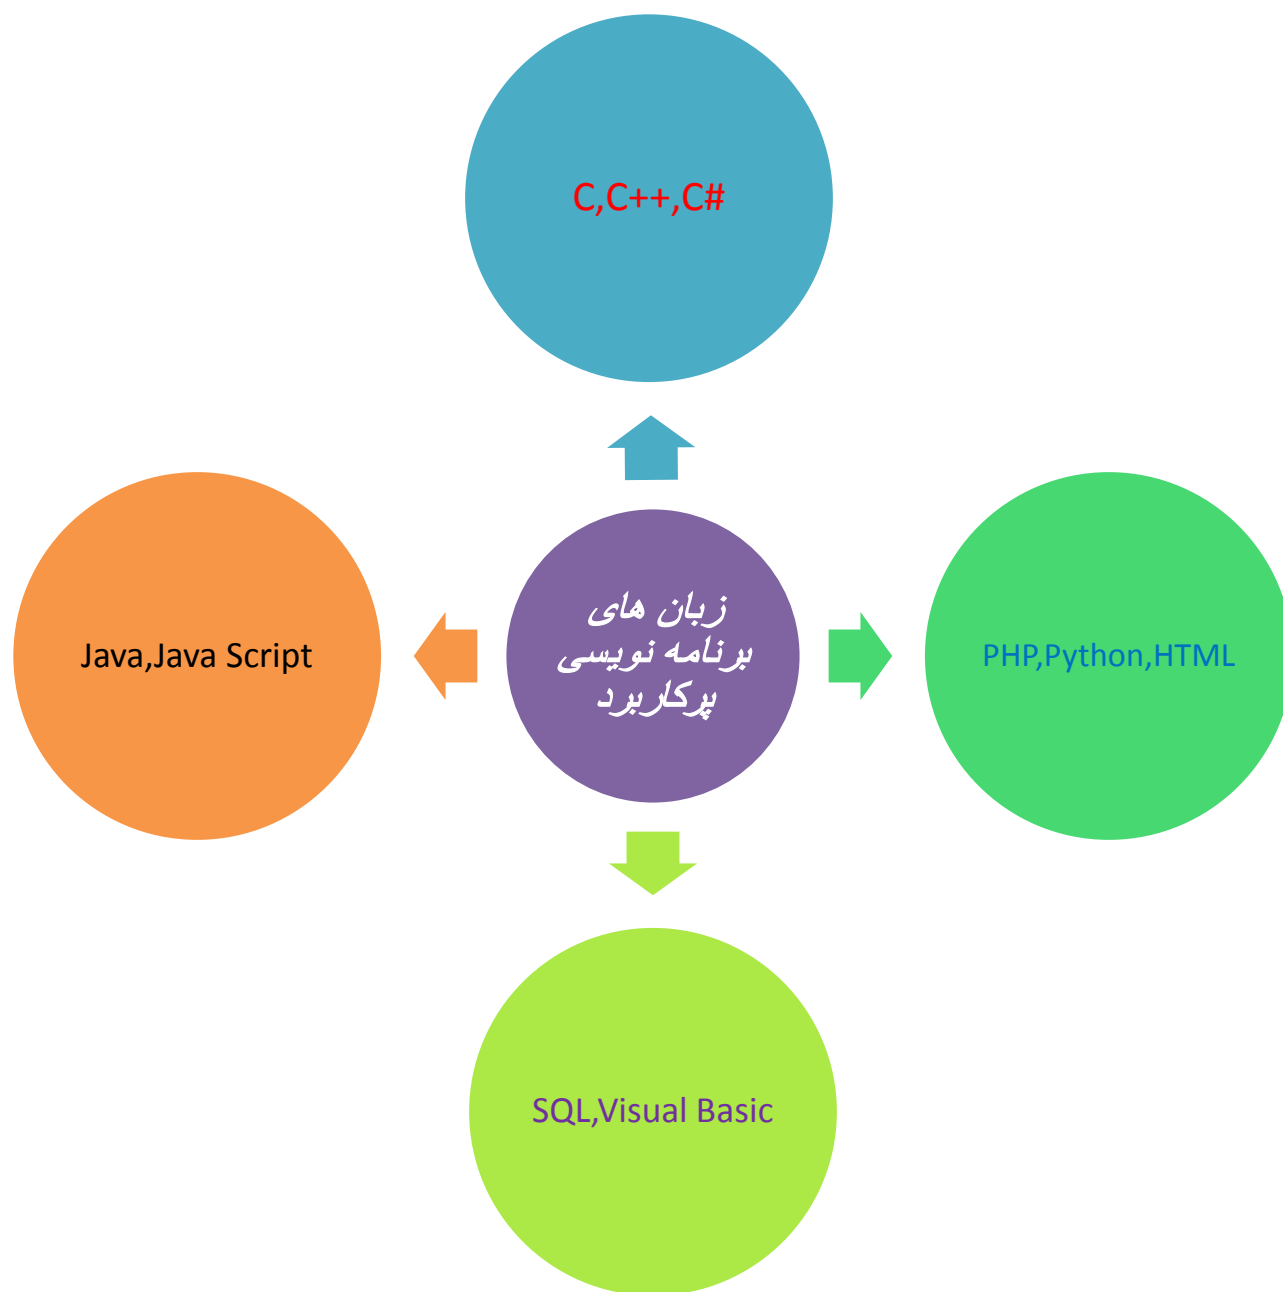 C,C++,C#
Java,Java Script
زبان های
برنامه نویسی
پرکاربرد
PHP,Python,HTML
SQL,Visual Basic